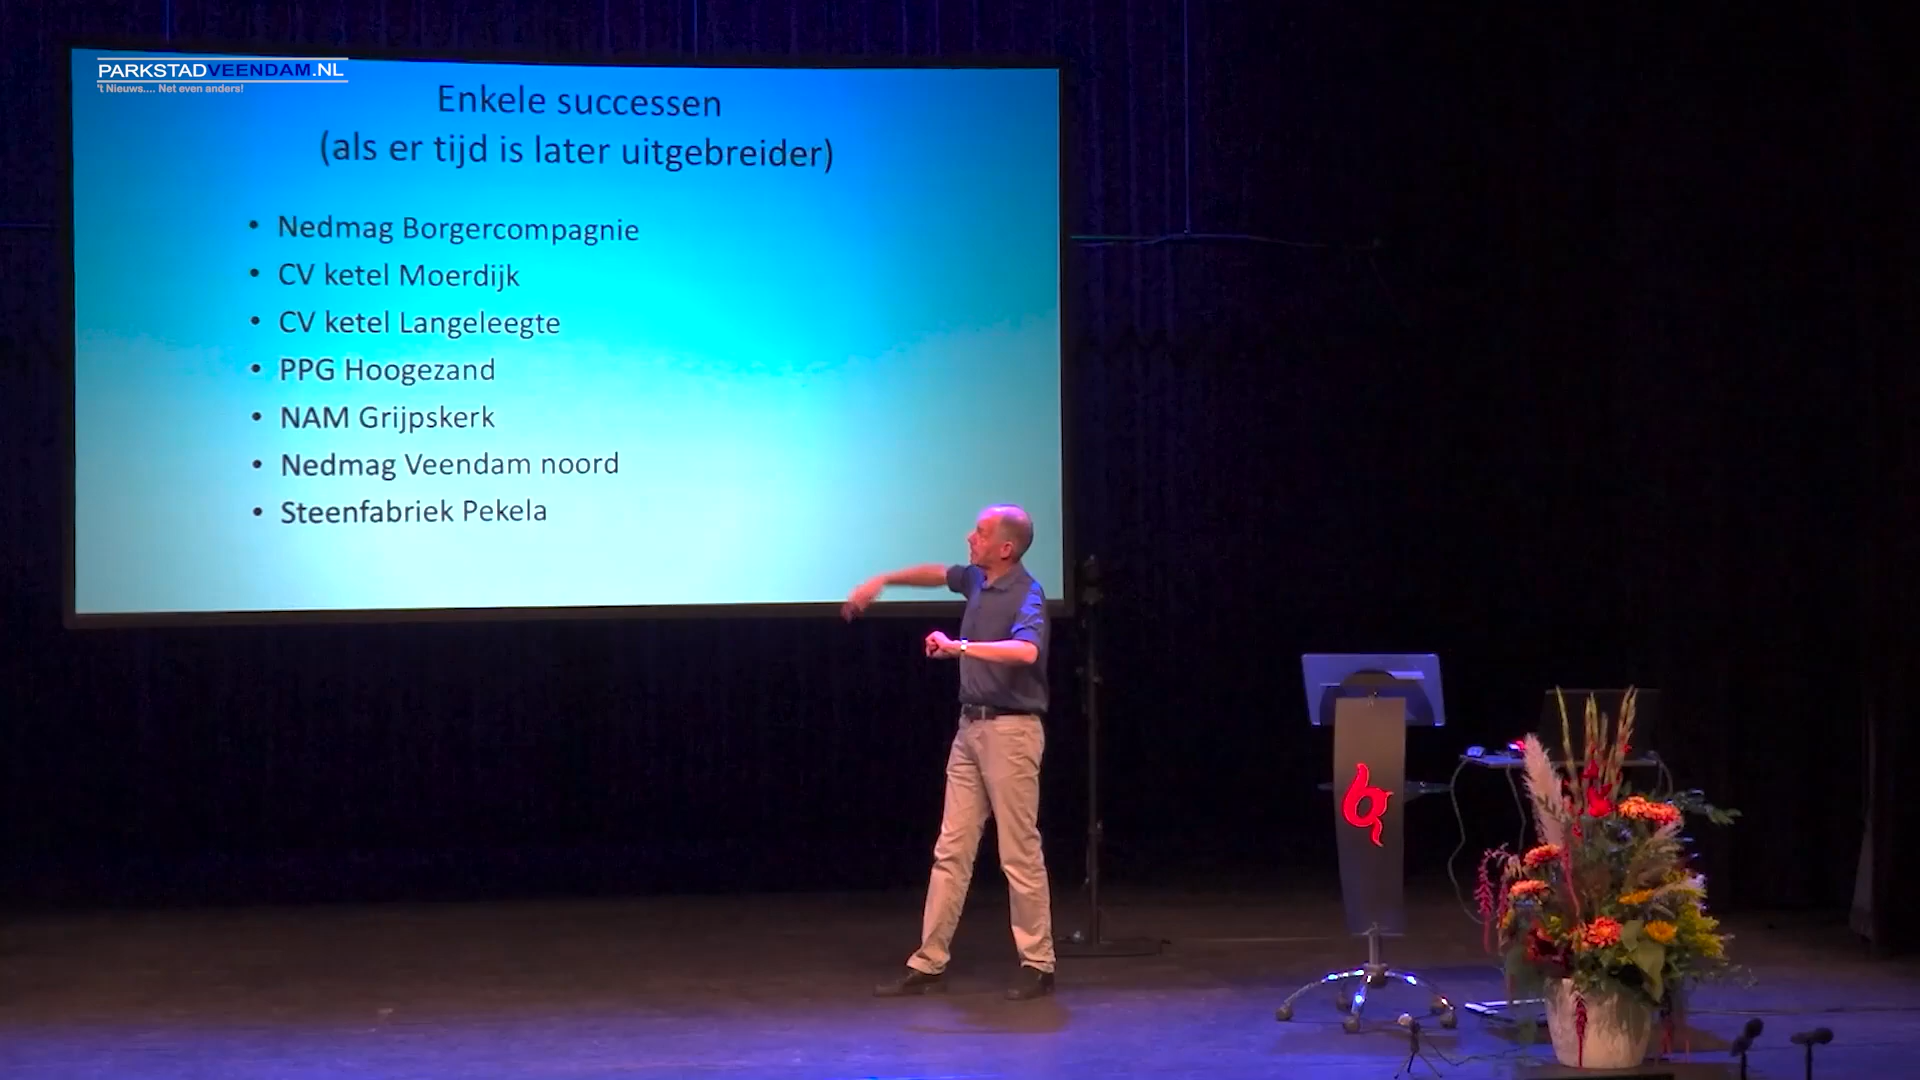 PARKSTADVEENDAM.NL
't Nieuws.... Net even anders!
Enkele successen
(als er tijd is later uitgebreider)
• Nedmag Borgercompagnie
• CV ketel Moerdijk
• CV ketel Langeleegte
• PPG Hoogezand
• NAM Grijpskerk
• Nedmag Veendam noord
• Steenfabriek Pekela